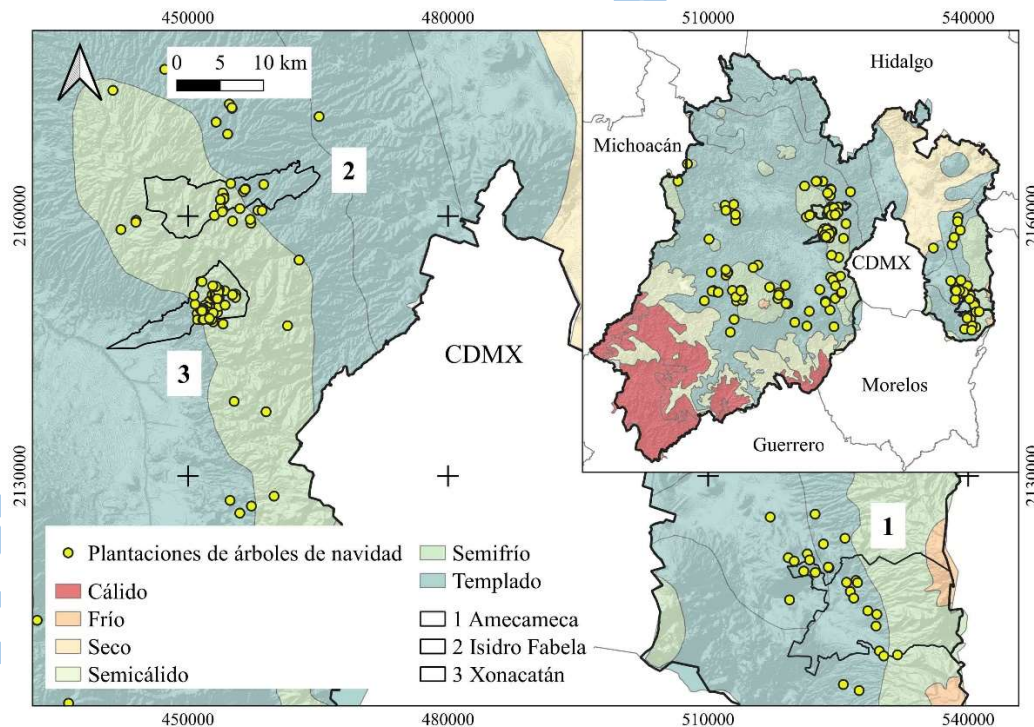 450000
480000
510000
540000
0 5 10 km
Hidalgo
Michoacán
2
2160000
2160000
CDMX
CDMX
3
Morelos
Guerrero
2130000
2130000
1
Plantaciones de árboles de navidad
Cálido
Frío
Seco
Semicálido
Semifrío
Templado
1 Amecameca
2 Isidro Fabela
3 Xonacatán
450000
480000
510000
540000